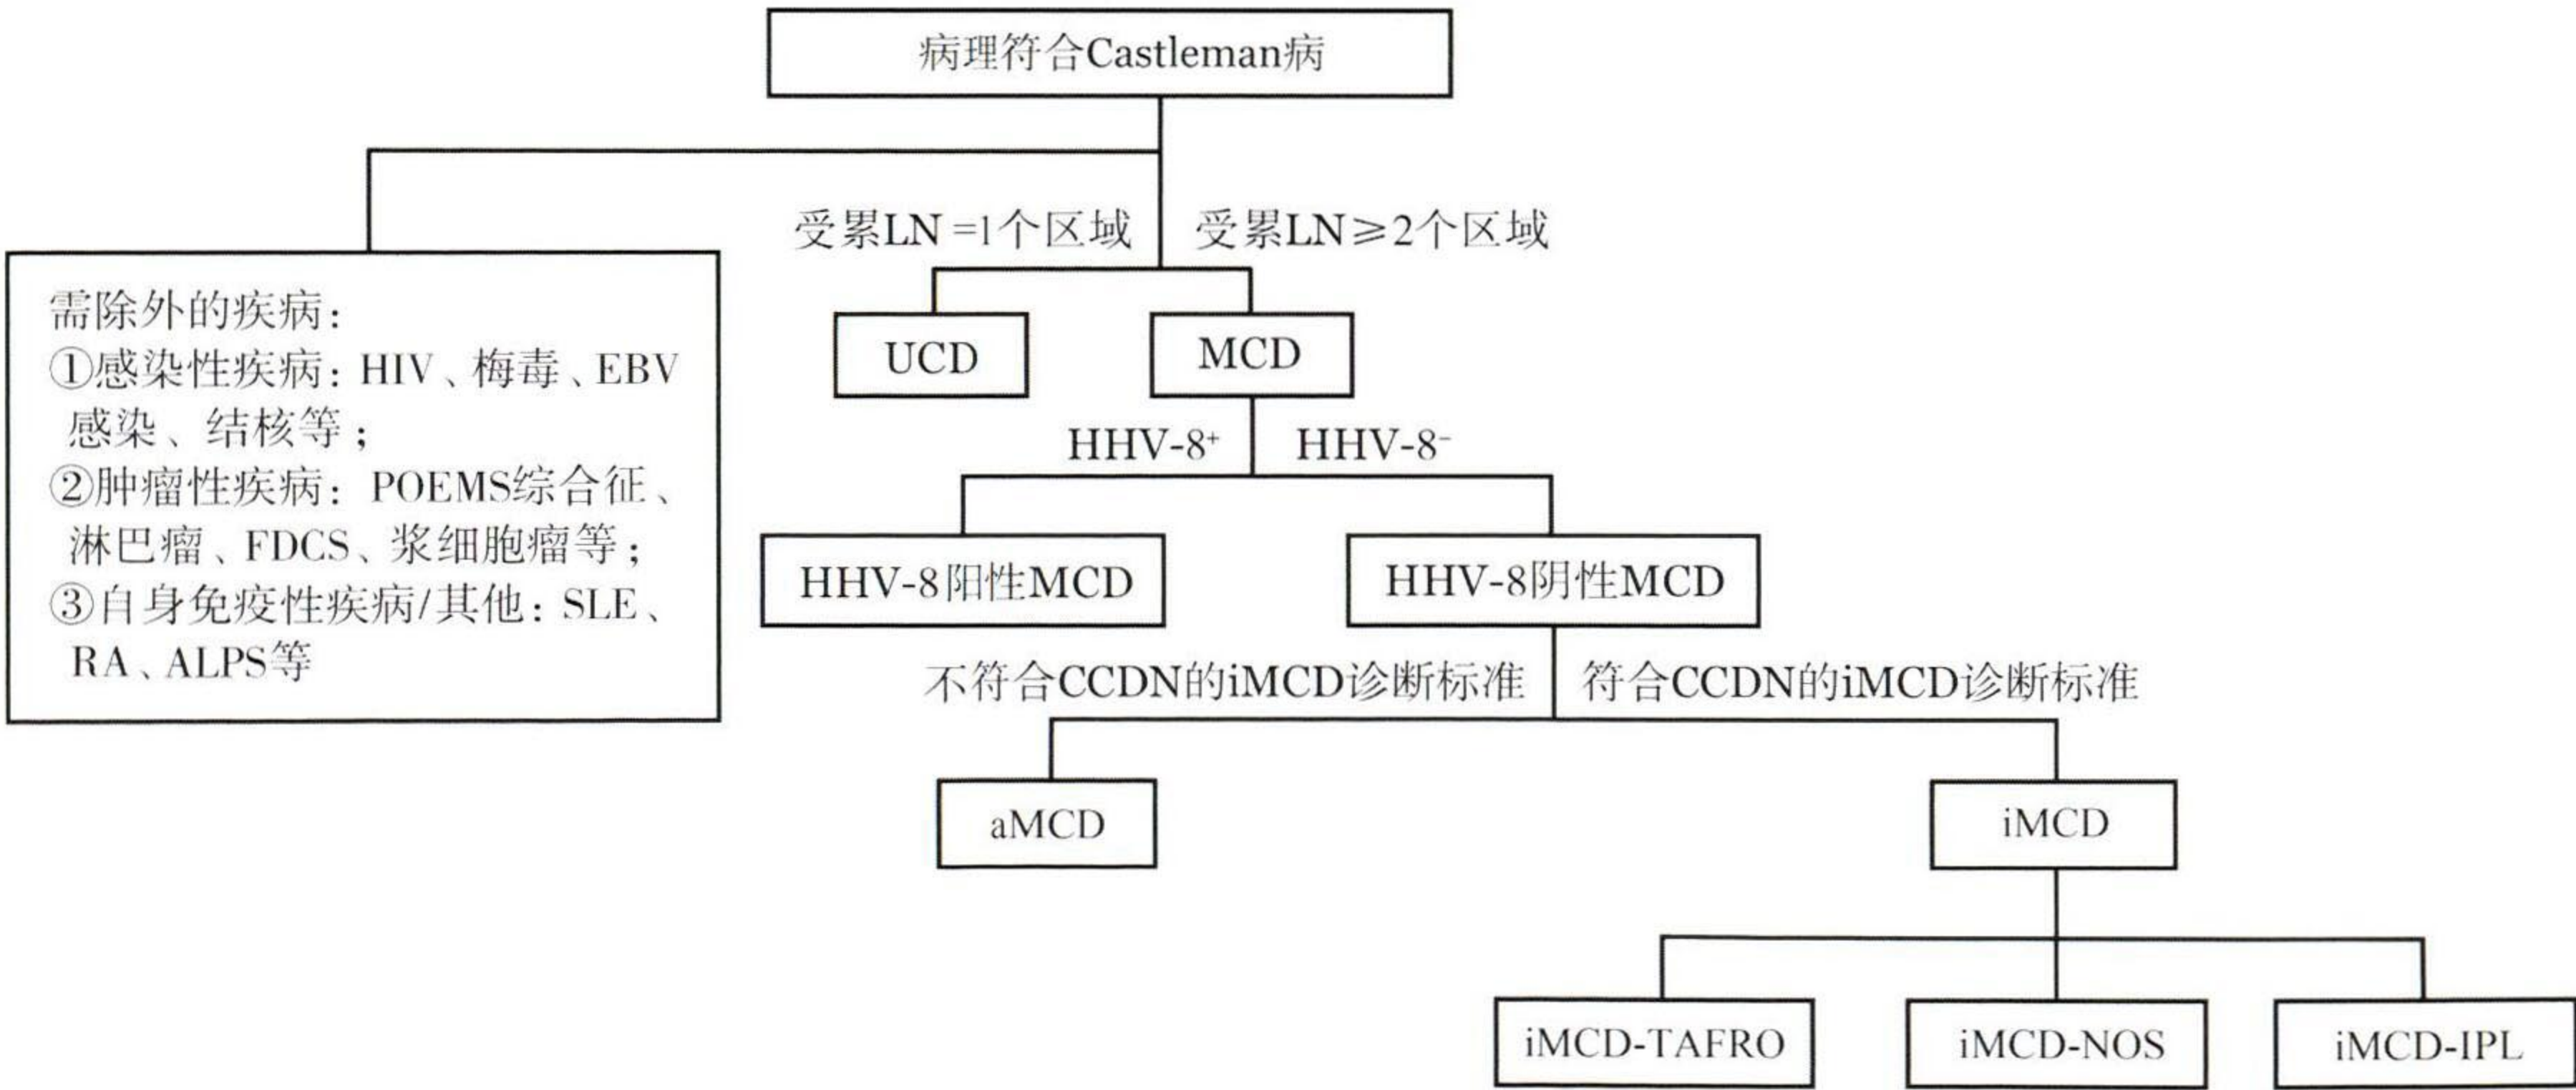 病理符合Castleman病
受累LN =1个区域
受累LN≥2个区域
需除外的疾病：
①感染性疾病：HIV、梅毒、EBV
感染、结核等；
②肿瘤性疾病：POEMS综合征、
淋巴瘤、FDCS、浆细胞瘤等；
③自身免疫性疾病/其他：SLE、
RA、ALPS等
UCD
MCD
HHV-8⁺
HHV-8⁻
HHV-8阳性MCD
HHV-8阴性MCD
不符合CCDN的iMCD诊断标准
符合CCDN的iMCD诊断标准
aMCD
iMCD
iMCD-TAFRO
iMCD-NOS
iMCD-IPL